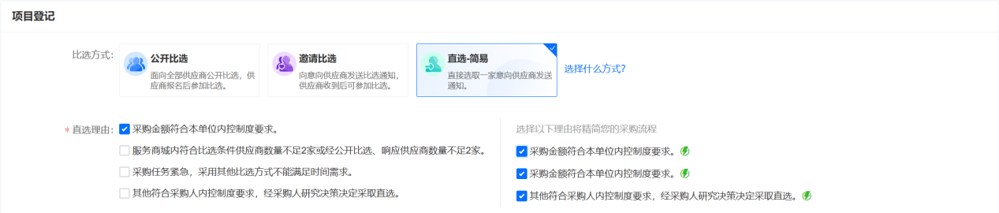 项目登记
比选方式：
公开比选
面向全部供应商公开比选，供
应商报名后参加比选。
邀请比选
向意向供应商发送比选通知，
供应商收到后可参加比选。
直选-简易
直接选取一家意向供应商发送
通知。
选择什么方式？
* 直选理由：
采购金额符合本单位内控制度要求。
服务商城内符合比选条件供应商数量不足2家或经公开比选、响应供应商数量不足2家。
采购任务紧急，采用其他比选方式不能满足时间需求。
其他符合采购人内控制度要求，经采购人研究决策决定采取直选。
选择以下理由将精简您的采购流程
采购金额符合本单位内控制度要求。
采购金额符合本单位内控制度要求。
其他符合采购人内控制度要求，经采购人研究决策决定采取直选。